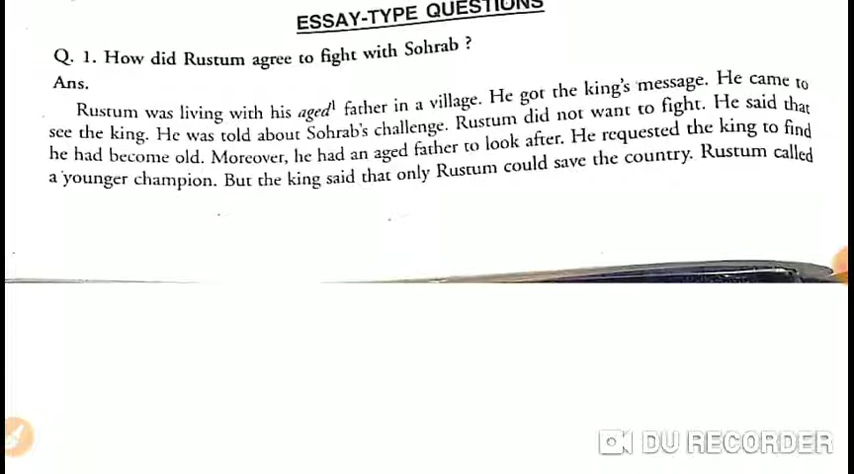 ESSAY-TYPE QUESTIONS
Q. 1. How did Rustum agree to fight with Sohrab ?
Ans.
Rustum was living with his aged¹ father in a village. He got the king's message. He came to
see the king. He was told about Sohrab's challenge. Rustum did not want to fight. He said that
he had become old. Moreover, he had an aged father to look after. He requested the king to find
a younger champion. But the king said that only Rustum could save the country. Rustum called
DU RECORDER